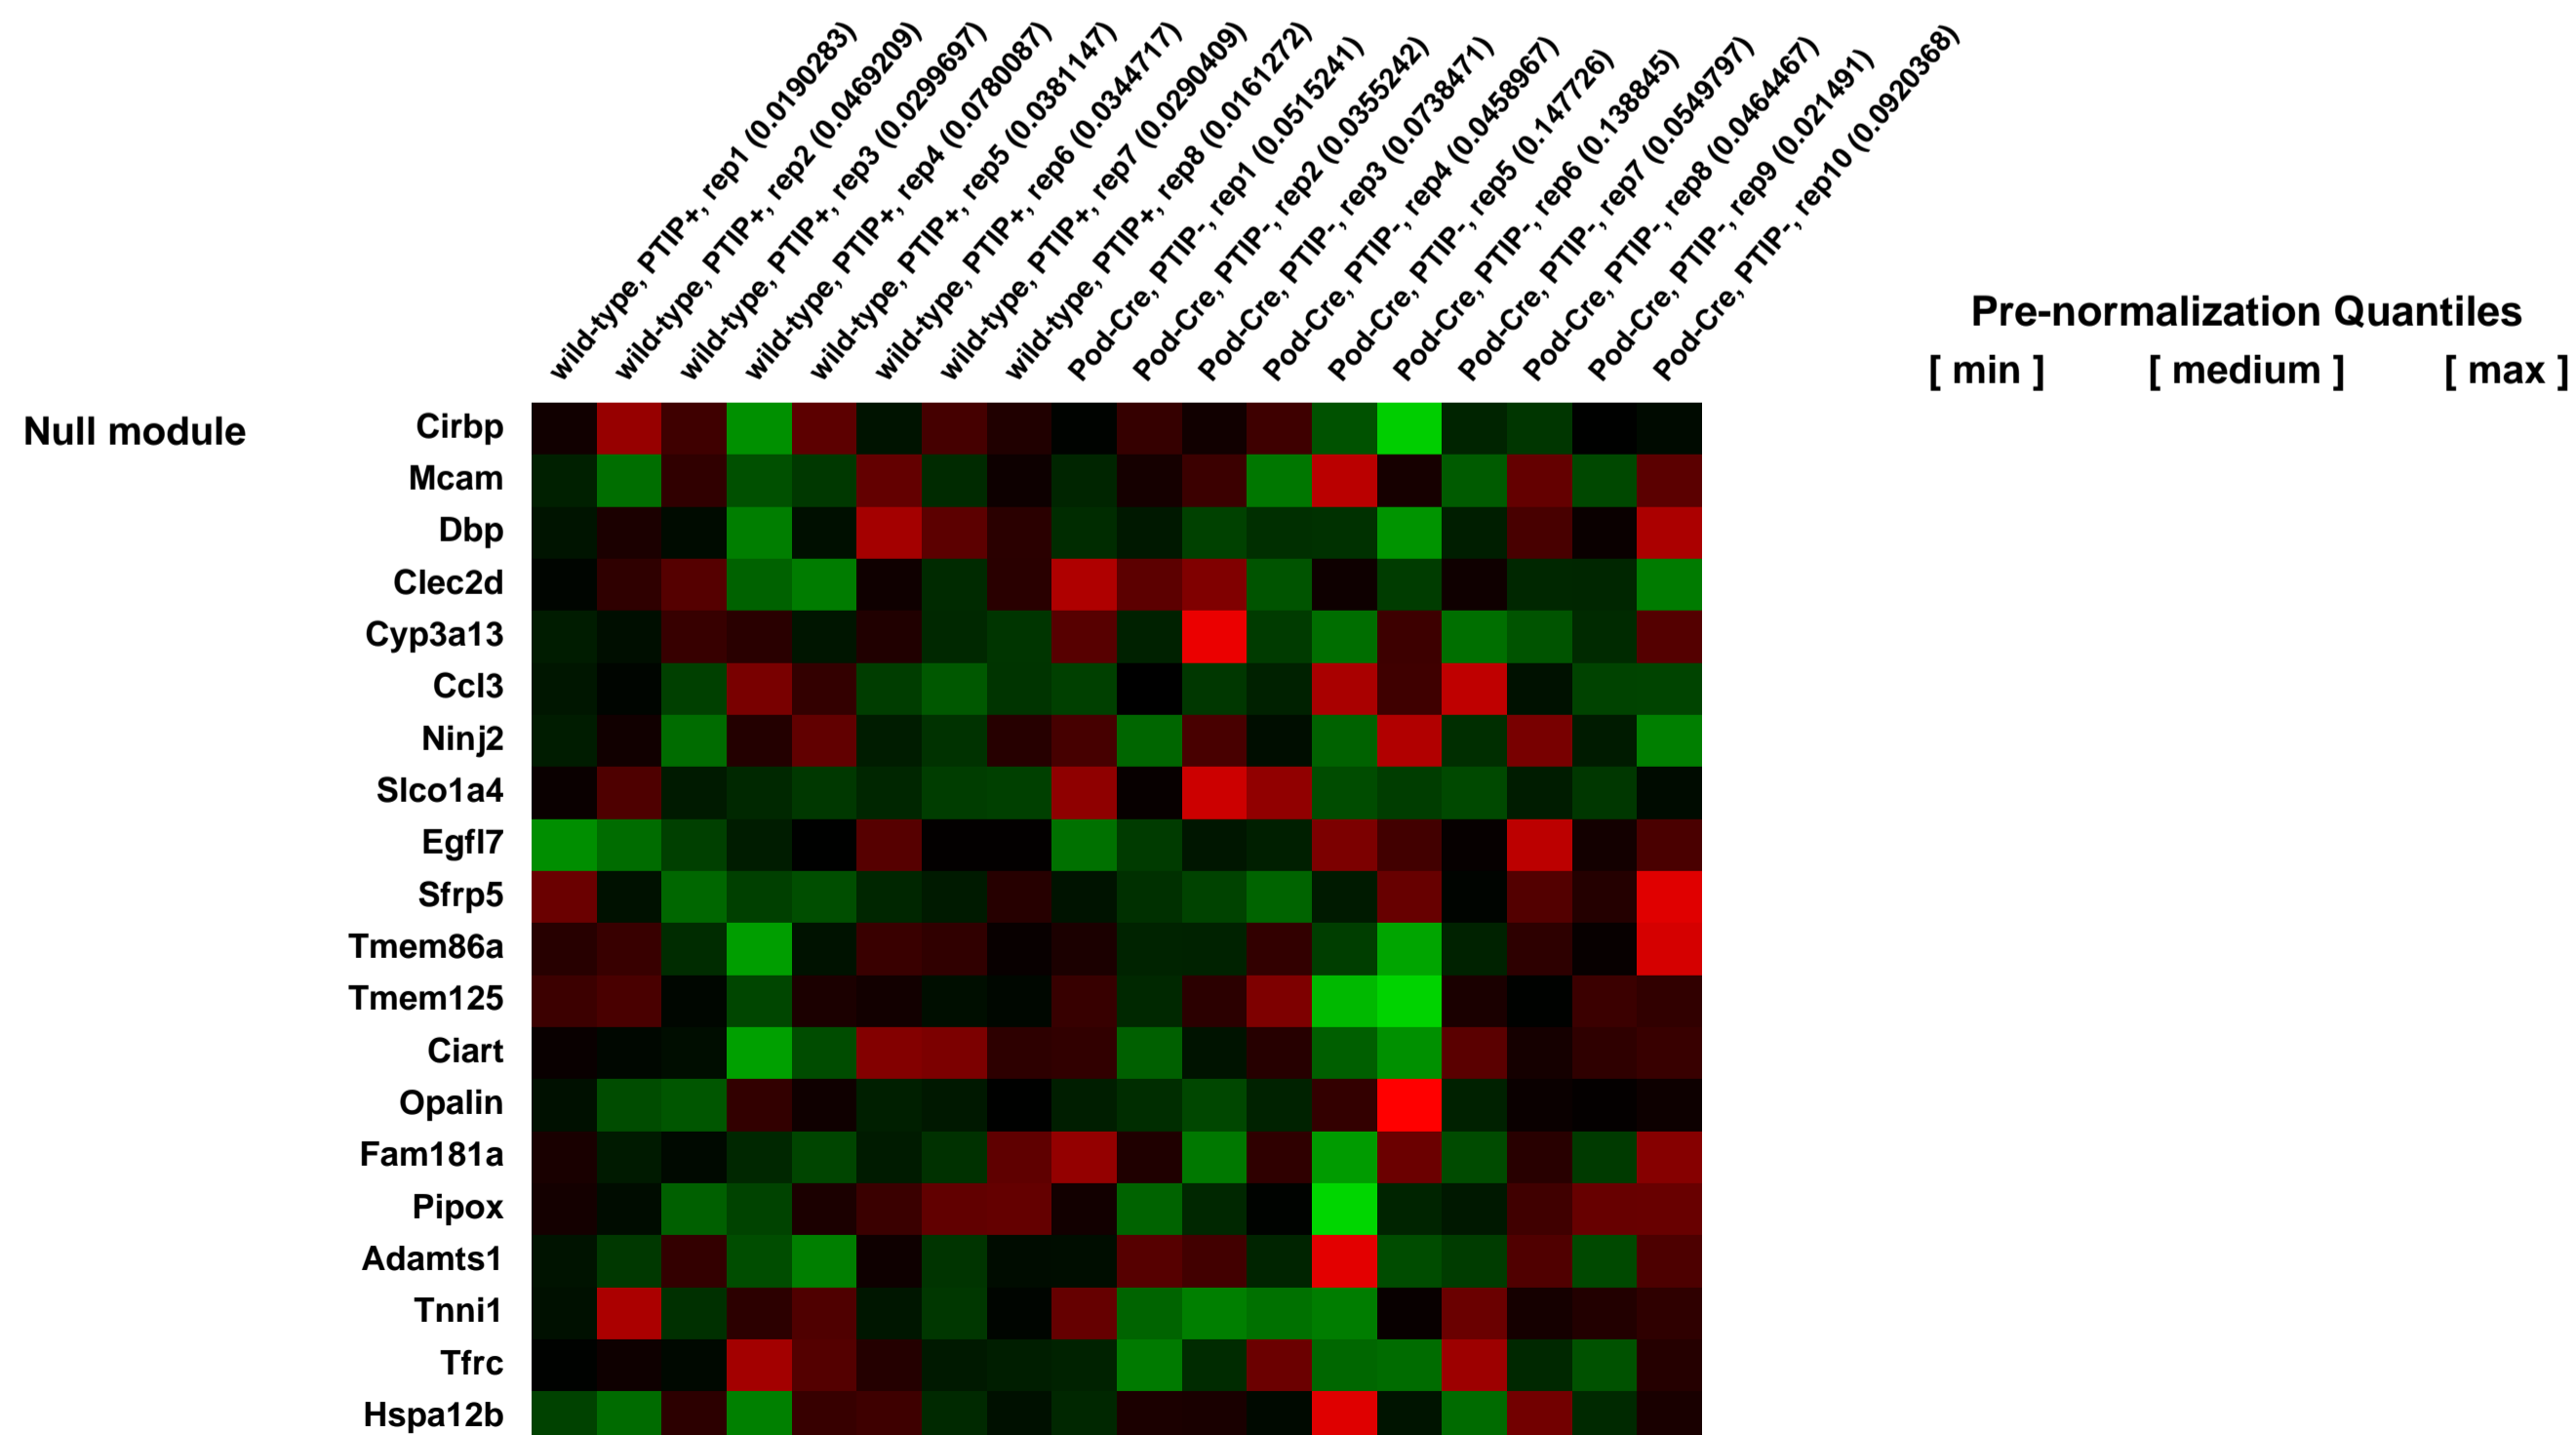 wild-type, PTIP+, rep1 (0.0190283)
wild-type, PTIP+, rep2 (0.0469209)
wild-type, PTIP+, rep3 (0.0299697)
wild-type, PTIP+, rep4 (0.0780087)
wild-type, PTIP+, rep5 (0.0381147)
wild-type, PTIP+, rep6 (0.0344717)
wild-type, PTIP+, rep7 (0.0290409)
wild-type, PTIP+, rep8 (0.0161272)
Pod-Cre, PTIP-, rep1 (0.0515241)
Pod-Cre, PTIP-, rep2 (0.0355242)
Pod-Cre, PTIP-, rep3 (0.0738471)
Pod-Cre, PTIP-, rep4 (0.0458967)
Pod-Cre, PTIP-, rep5 (0.147726)
Pod-Cre, PTIP-, rep6 (0.138845)
Pod-Cre, PTIP-, rep7 (0.0549797)
Pod-Cre, PTIP-, rep8 (0.0464467)
Pod-Cre, PTIP-, rep9 (0.021491)
Pod-Cre, PTIP-, rep10 (0.0920368)
Pre-normalization Quantiles
[ min ] [ medium ] [ max ]
Null module
Cirbp
Mcam
Dbp
Clec2d
Cyp3a13
Ccl3
Ninj2
Slco1a4
Egfl7
Sfrp5
Tmem86a
Tmem125
Ciart
Opalin
Fam181a
Pipox
Adamts1
Tnni1
Tfrc
Hspa12b